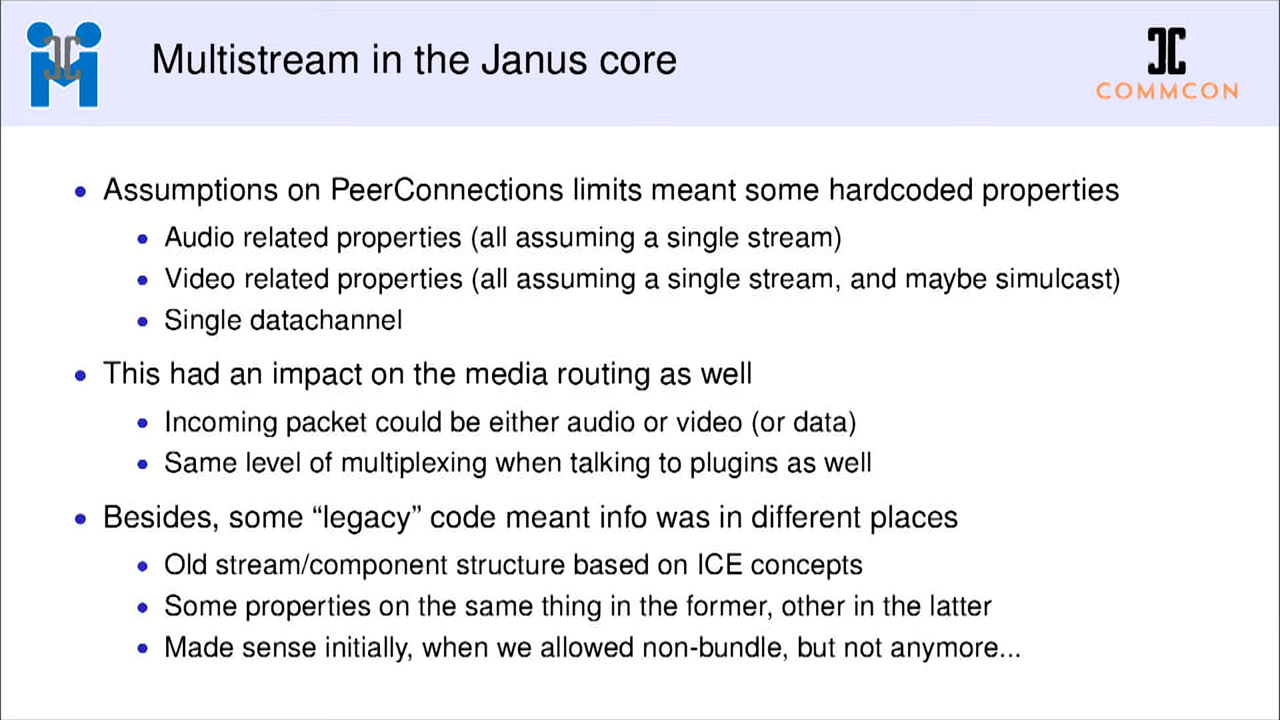 Multistream in the Janus core
COMMCON
• Assumptions on PeerConnections limits meant some hardcoded properties
• Audio related properties (all assuming a single stream)
• Video related properties (all assuming a single stream, and maybe simulcast)
• Single datachannel
• This had an impact on the media routing as well
• Incoming packet could be either audio or video (or data)
• Same level of multiplexing when talking to plugins as well
• Besides, some “legacy” code meant info was in different places
• Old stream/component structure based on ICE concepts
• Some properties on the same thing in the former, other in the latter
• Made sense initially, when we allowed non-bundle, but not anymore...